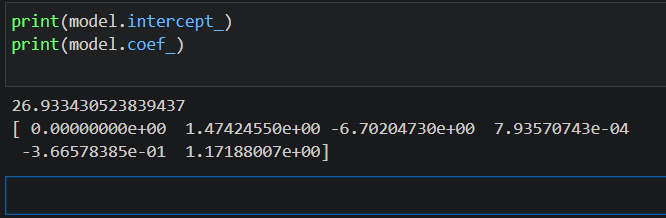 print(model.intercept_)
print(model.coef_)
26.933430523839437
[ 0.00000000e+00  1.47424550e+00 -6.70204730e+00  7.93570743e-04
 -3.66578385e-01  1.17188007e+00]